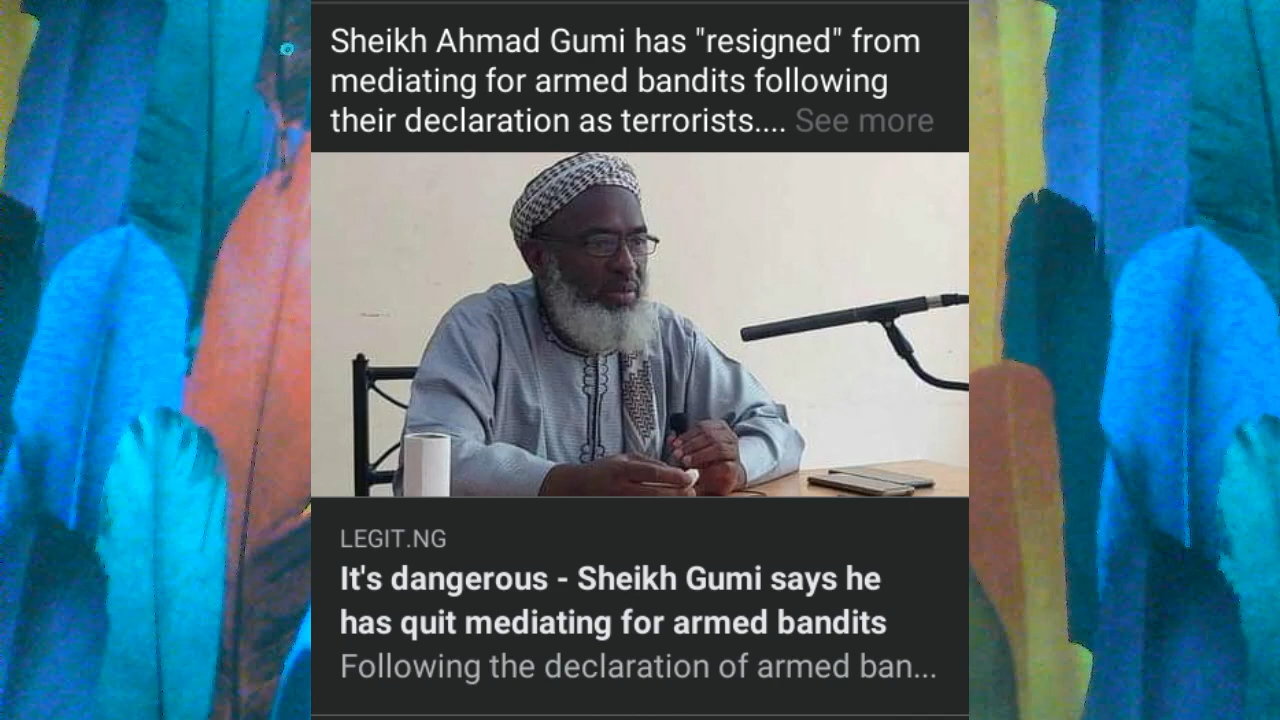 Sheikh Ahmad Gumi has "resigned" from
mediating for armed bandits following
their declaration as terrorists.... See more
LEGIT.NG
It's dangerous - Sheikh Gumi says he
has quit mediating for armed bandits
Following the declaration of armed ban...